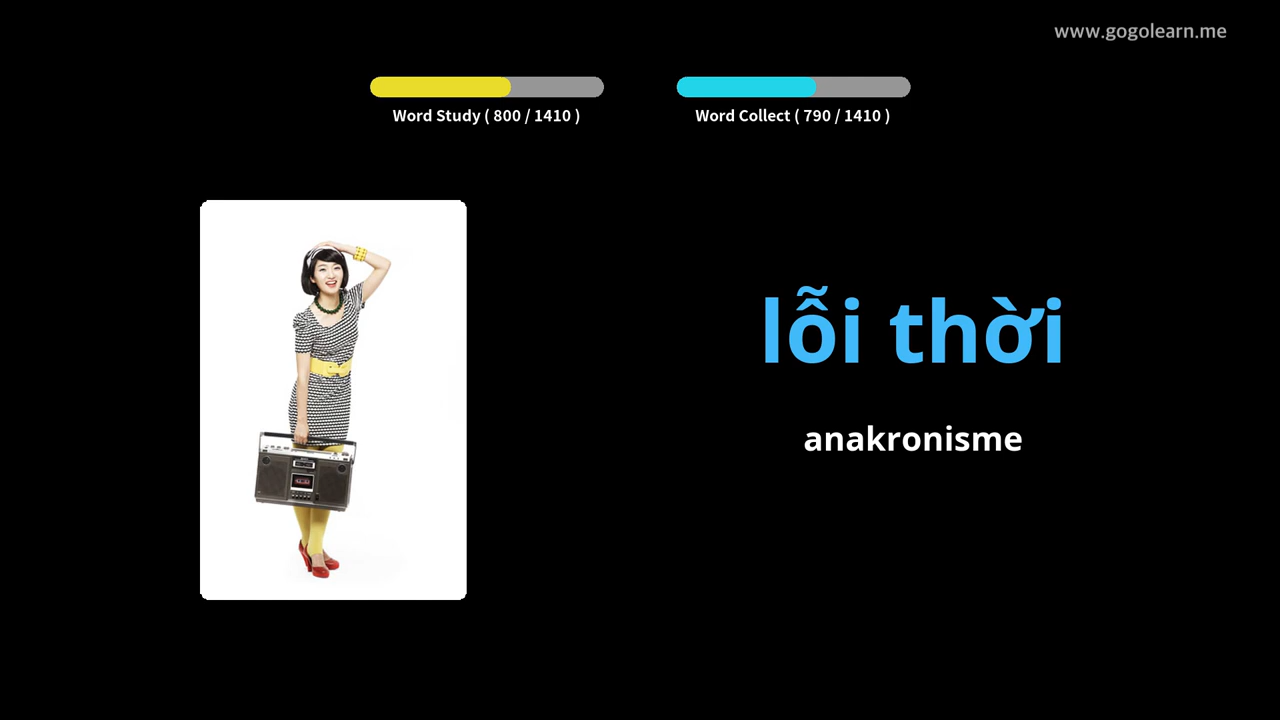 www.gogolearn.me
Word Study ( 800 / 1410 )
Word Collect ( 790 / 1410 )
lỗi thời
anakronisme